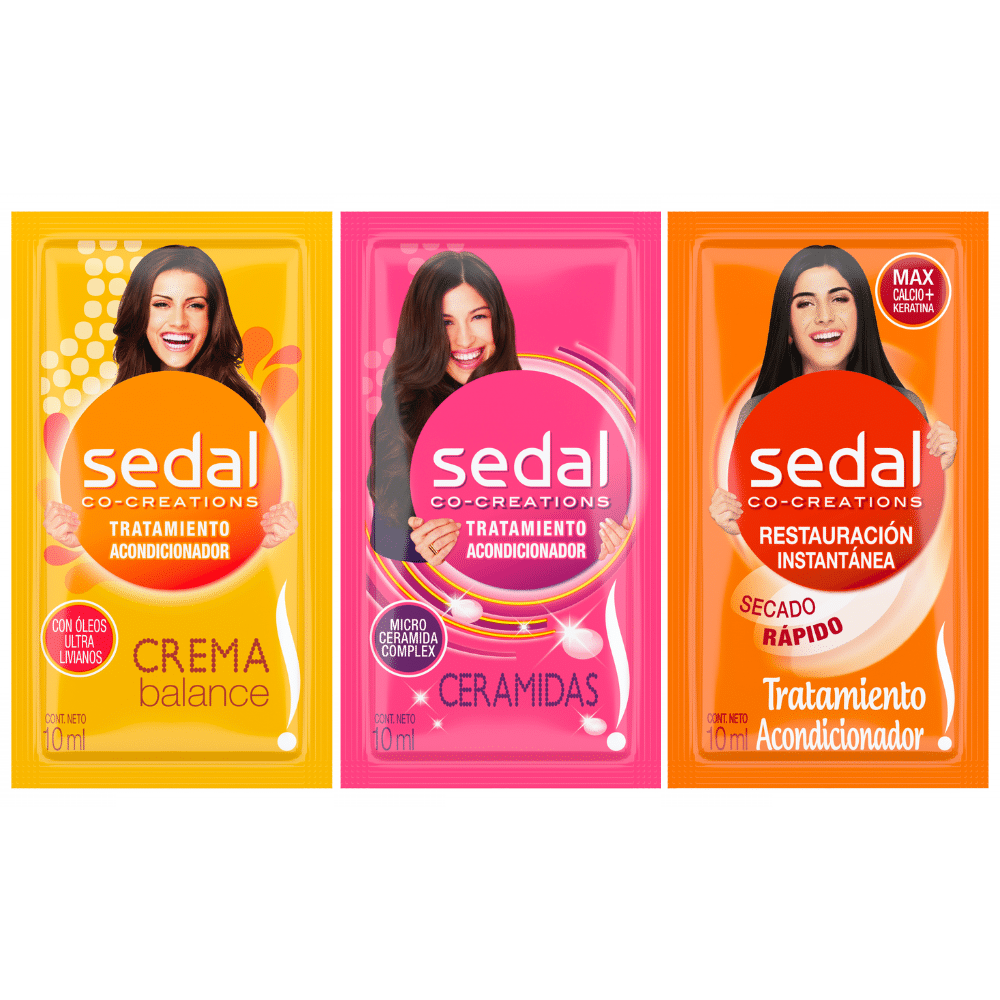 sedal
CO-CREATIONS
TRATAMIENTO
ACONDICIONADOR
CON ÓLEOS
ULTRA
LIVIANOS
CREMA
balance
CONT. NETO
10 ml
sedal
CO-CREATIONS
TRATAMIENTO
ACONDICIONADOR
MICRO
CERAMIDA
COMPLEX
CERAMIDAS
CONT. NETO
10 ml
MAX
CALCIO+
KERATINA
sedal
CO-CREATIONS
RESTAURACIÓN
INSTANTÁNEA
SECADO
RÁPIDO
Tratamiento
Acondicionador
CONT. NETO
10 ml